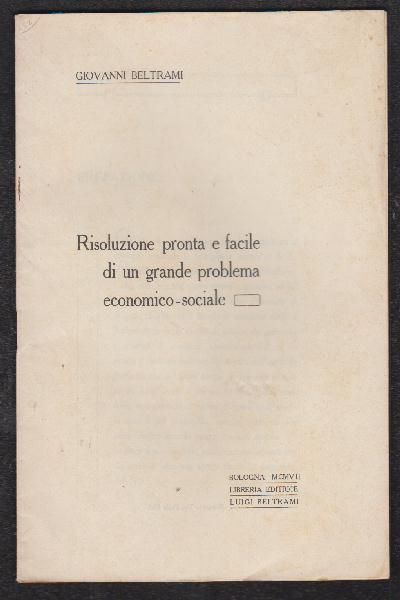 GIOVANNI BELTRAMI
Risoluzione pronta e facile
di un grande problema
economico-sociale
BOLOGNA MCMVII
LIBRERIA EDITRICE
LUIGI BELTRAMI